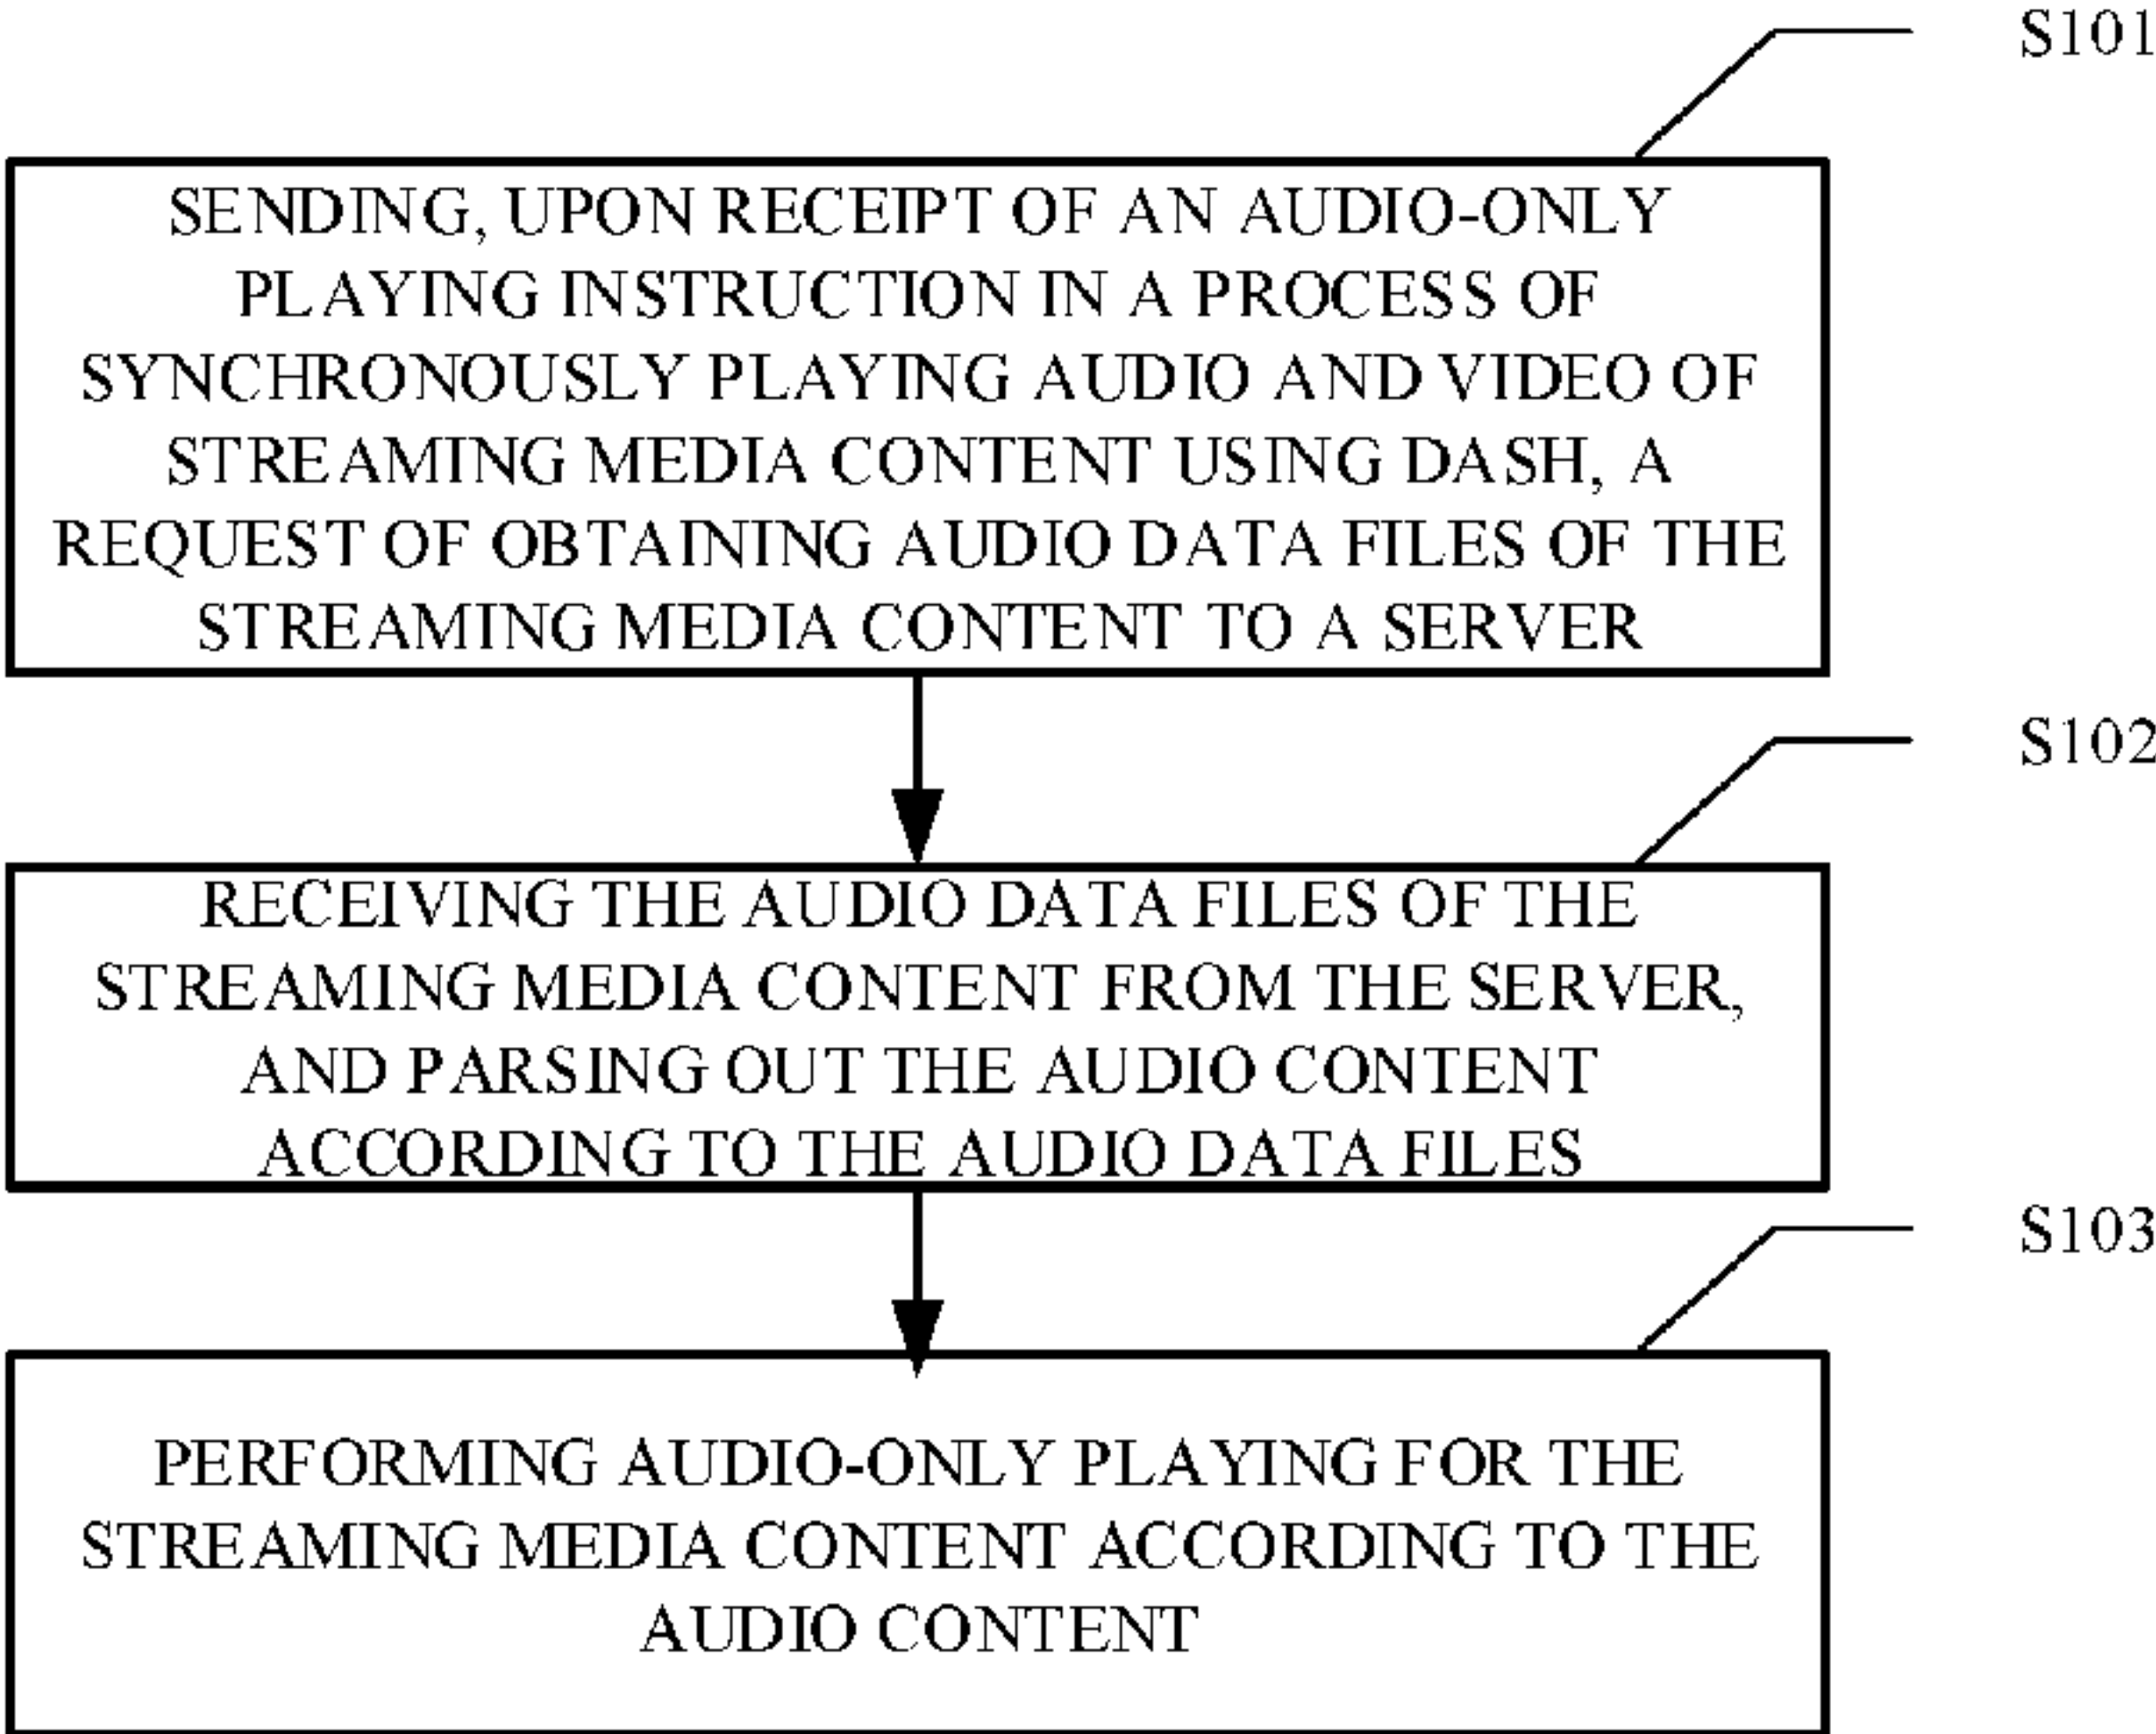 S101
SENDING, UPON RECEIPT OF AN AUDIO-ONLY
PLAYING INSTRUCTION IN A PROCESS OF
SYNCHRONOUSLY PLAYING AUDIO AND VIDEO OF
STREAMING MEDIA CONTENT USING DASH, A
REQUEST OF OBTAINING AUDIO DATA FILES OF THE
STREAMING MEDIA CONTENT TO A SERVER
S102
RECEIVING THE AUDIO DATA FILES OF THE
STREAMING MEDIA CONTENT FROM THE SERVER,
AND PARSING OUT THE AUDIO CONTENT
ACCORDING TO THE AUDIO DATA FILES
S103
PERFORMING AUDIO-ONLY PLAYING FOR THE
STREAMING MEDIA CONTENT ACCORDING TO THE
AUDIO CONTENT